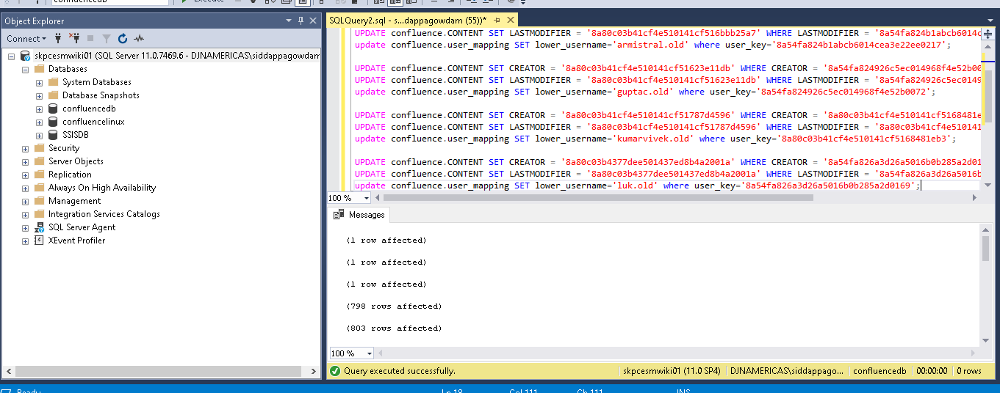 confluencedb
Execute
Object Explorer
Connect
skpcesmwiki01 (SQL Server 11.0.7469.6 - DJNAMERICAS\siddappagowdam
Databases
System Databases
Database Snapshots
confluencedb
confluencelinux
SSISDB
Security
Server Objects
Replication
Always On High Availability
Management
Integration Services Catalogs
SQL Server Agent
XEvent Profiler
SQLQuery2.sql - s...dappagowdam (55))*
UPDATE confluence.CONTENT SET LASTMODIFIER = '8a80c03b41cf4e510141cf516bbb25a7' WHERE LASTMODIFIER = '8a54fa824b1abcb6014c
update confluence.user_mapping SET lower_username='armistral.old' where user_key='8a54fa824b1abcb6014cea3e22ee0217';
UPDATE confluence.CONTENT SET CREATOR = '8a80c03b41cf4e510141cf51623e11db' WHERE CREATOR = '8a54fa824926c5ec014968f4e52b00
UPDATE confluence.CONTENT SET LASTMODIFIER = '8a80c03b41cf4e510141cf51623e11db' WHERE LASTMODIFIER = '8a54fa824926c5ec0149
update confluence.user_mapping SET lower_username='guptac.old' where user_key='8a54fa824926c5ec014968f4e52b0072';
UPDATE confluence.CONTENT SET CREATOR = '8a80c03b41cf4e510141cf51787d4596' WHERE CREATOR = '8a80c03b41cf4e510141cf5168481e
UPDATE confluence.CONTENT SET LASTMODIFIER = '8a80c03b41cf4e510141cf51787d4596' WHERE LASTMODIFIER = '8a80c03b41cf4e510141
update confluence.user_mapping SET lower_username='kumarvivek.old' where user_key='8a80c03b41cf4e510141cf5168481eb3';
UPDATE confluence.CONTENT SET CREATOR = '8a80c03b4377dee501437ed8b4a2001a' WHERE CREATOR = '8a54fa826a3d26a5016b0b285a2d01
UPDATE confluence.CONTENT SET LASTMODIFIER = '8a80c03b4377dee501437ed8b4a2001a' WHERE LASTMODIFIER = '8a54fa826a3d26a5016b
update confluence.user_mapping SET lower_username='luk.old' where user_key='8a54fa826a3d26a5016b0b285a2d0169';
100 %
Messages
(1 row affected)
(1 row affected)
(1 row affected)
(798 rows affected)
(803 rows affected)
100 %
Query executed successfully.
skpcesmwiki01 (11.0 SP4)
DJNAMERICAS\siddappago...
confluencedb
00:00:00
0 rows
Ready
Ln 18
Col 111
Ch 111
INS